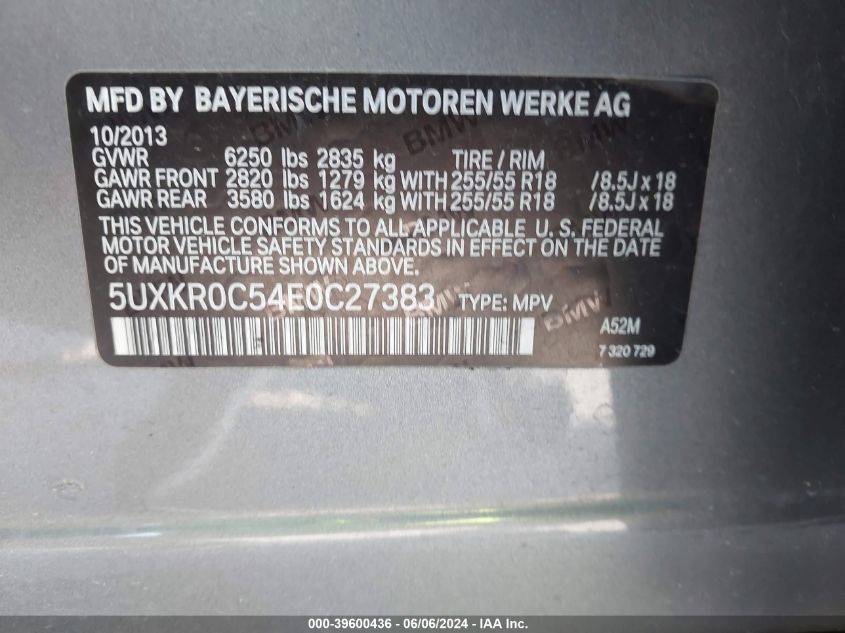 MFD BY BAYERISCHE MOTOREN WERKE AG
10/2013
GVWR 6250 lbs 2835 kg TIRE / RIM
GAWR FRONT 2820 lbs 1279 kg WITH 255/55 R18 /8.5J x 18
GAWR REAR 3580 lbs 1624 kg WITH 255/55 R18 /8.5J x 18
THIS VEHICLE CONFORMS TO ALL APPLICABLE U. S. FEDERAL
MOTOR VEHICLE SAFETY STANDARDS IN EFFECT ON THE DATE
OF MANUFACTURE SHOWN ABOVE.
5UXKR0C54E0C27383 TYPE: MPV
A52M
7 320 729
000-39600436 - 06/06/2024 - IAA Inc.